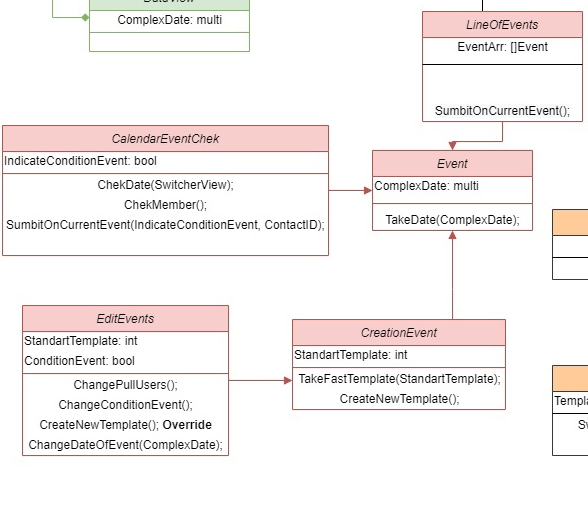 DataView
ComplexDate: multi
LineOfEvents
EventArr: []Event
SumbitOnCurrentEvent();
CalendarEventChek
IndicateConditionEvent: bool
ChekDate(SwitcherView);
ChekMember();
SumbitOnCurrentEvent(IndicateConditionEvent, ContactID);
Event
ComplexDate: multi
TakeDate(ComplexDate);
EditEvents
StandartTemplate: int
ConditionEvent: bool
ChangePullUsers();
ChangeConditionEvent();
CreateNewTemplate(); Override
ChangeDateOfEvent(ComplexDate);
CreationEvent
StandartTemplate: int
TakeFastTemplate(StandartTemplate);
CreateNewTemplate();